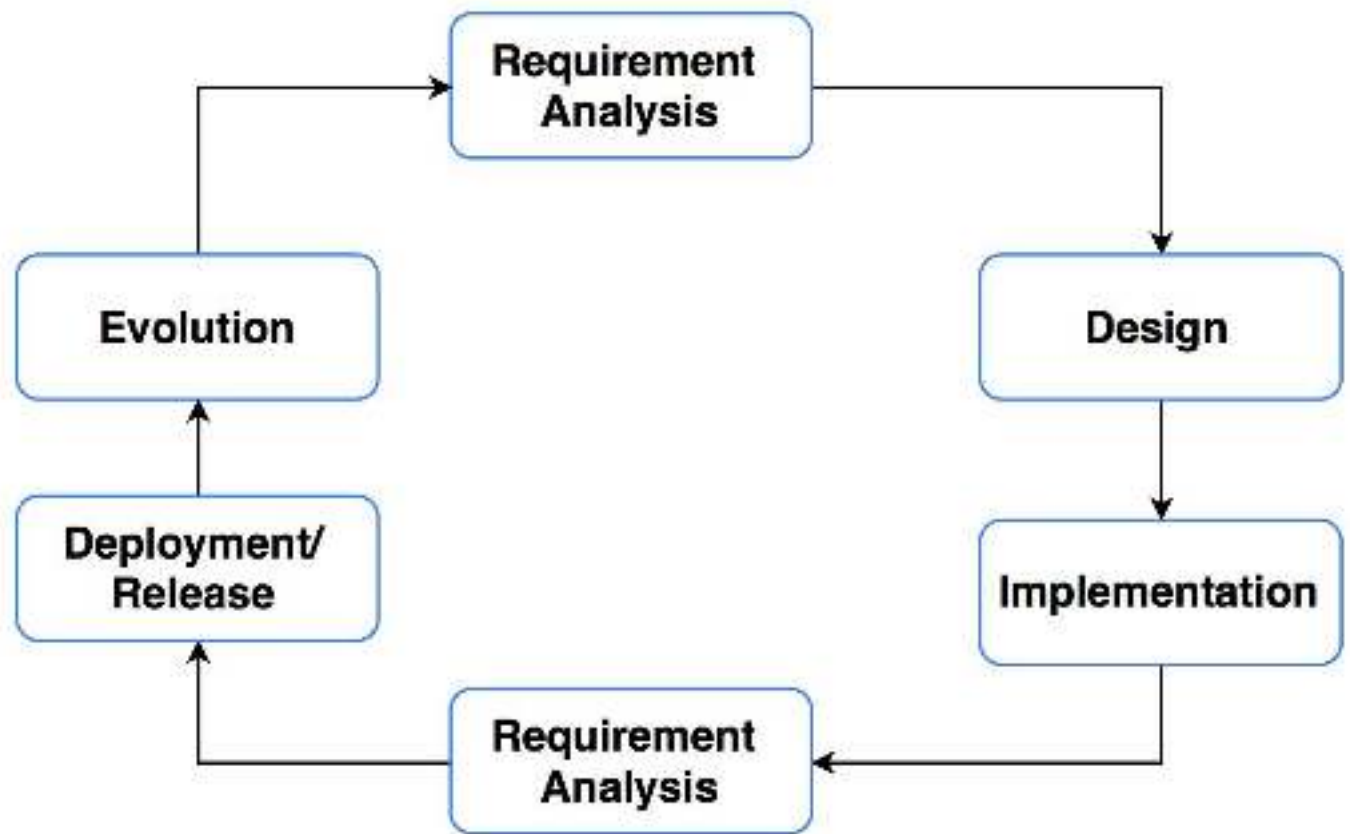 Requirement
Analysis
Evolution
Design
Deployment/
Release
Implementation
Requirement
Analysis